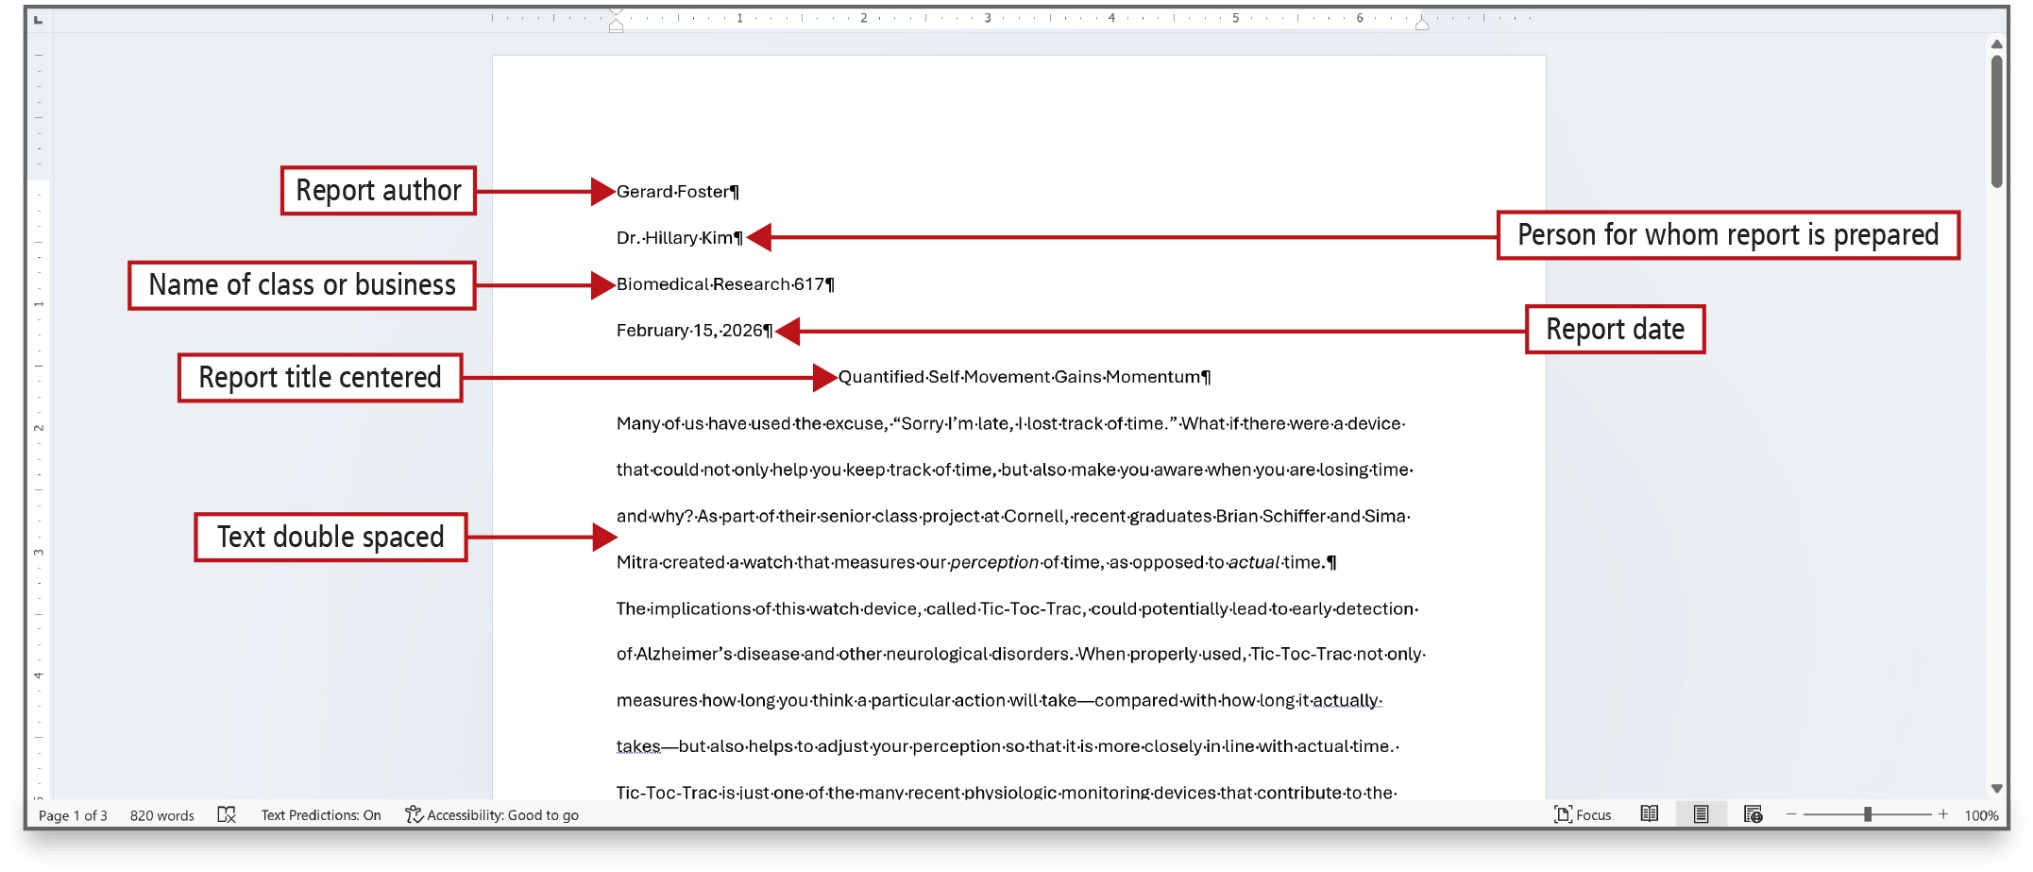 1 2 3 4 5 6
Report author
Gerard·Foster¶
Dr.·Hillary·Kim¶
Person for whom report is prepared
Name of class or business
Biomedical·Research·617¶
February·15,·2026¶
Report date
Report title centered
Quantified·Self·Movement·Gains·Momentum¶
Many·of·us·have·used·the·excuse,·“Sorry·I’m·late,·I·lost·track·of·time.”·What·if·there·were·a·device·
that·could·not·only·help·you·keep·track·of·time,·but·also·make·you·aware·when·you·are·losing·time·
and·why?·As·part·of·their·senior·class·project·at·Cornell,·recent·graduates·Brian·Schiffer·and·Sima·
Text double spaced
Mitra·created·a·watch·that·measures·our·perception·of·time,·as·opposed·to·actual·time.¶
The·implications·of·this·watch·device,·called·Tic-Toc-Trac,·could·potentially·lead·to·early·detection·
of·Alzheimer’s·disease·and·other·neurological·disorders.·When·properly·used,·Tic-Toc-Trac·not·only·
measures·how·long·you·think·a·particular·action·will·take—compared·with·how·long·it·actually·
takes—but·also·helps·to·adjust·your·perception·so·that·it·is·more·closely·in·line·with·actual·time.·
Tic-Toc-Trac·is·just·one·of·the·many·recent·physiologic·monitoring·devices·that·contribute·to·the·
1
2
3
4
Page 1 of 3 820 words Text Predictions: On Accessibility: Good to go Focus 100%